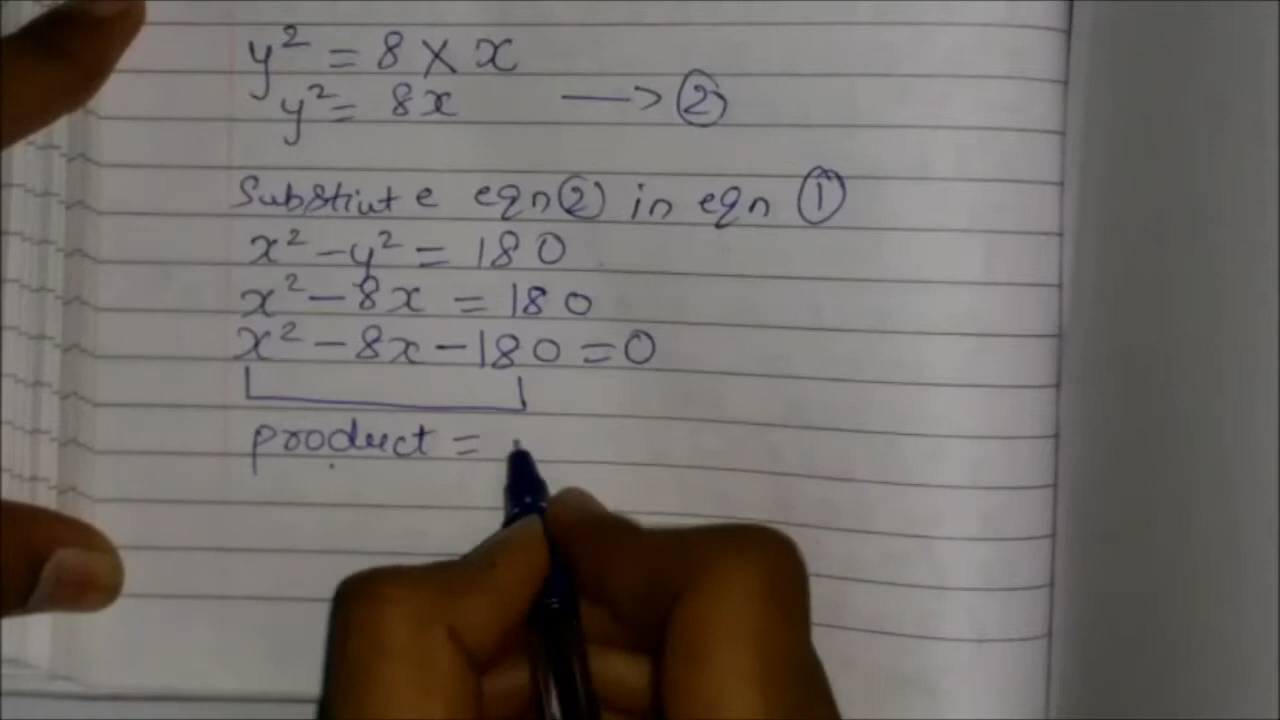 y² = 8 × x
y² = 8x —> ②
Substiute eqn ② in eqn ①
x² – y² = 180
x² – 8x = 180
x² – 8x – 180 = 0
product =